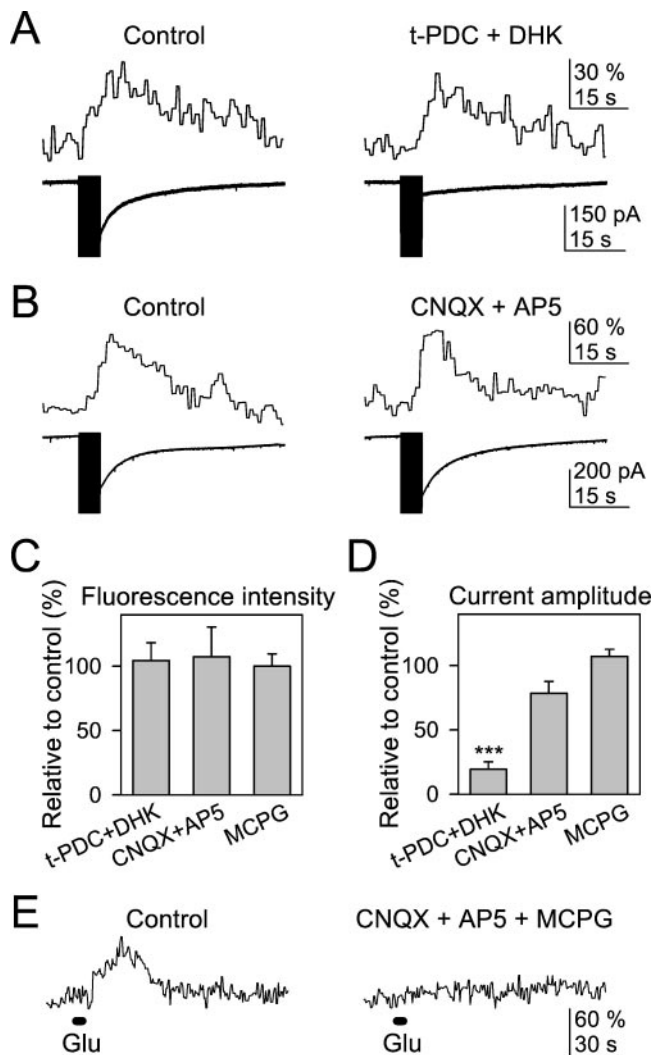 A
Control
t-PDC + DHK
30 %
15 s
150 pA
15 s
B
Control
CNQX + AP5
60 %
15 s
200 pA
15 s
C
Fluorescence intensity
Relative to control (%)
100
50
0
t-PDC+DHK
CNQX+AP5
MCPG
D
Current amplitude
Relative to control (%)
100
50
0
***
t-PDC+DHK
CNQX+AP5
MCPG
E
Control
CNQX + AP5 + MCPG
Glu
Glu
60 %
30 s